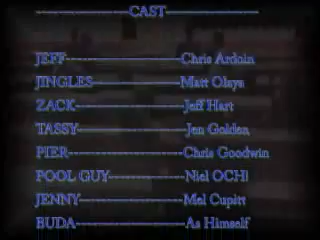 --------------------CAST--------------------
JEFF-------------------------Chris Ardoin
JINGLES-------------------Matt Olaya
ZACK------------------------Jeff Hart
TASSY------------------------Jen Golden
PIER-------------------------Chris Goodwin
POOL GUY----------------Niel OCHI
JENNY-----------------------Mel Cupitt
BUDA------------------------As Himself